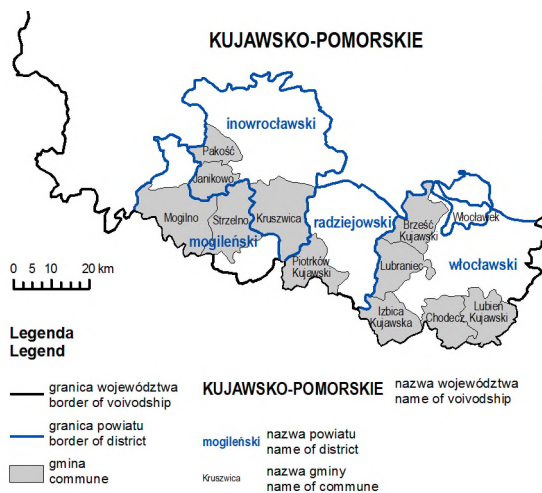 KUJAWSKO-POMORSKIE
inowrocławski
Pakość
Janikowo
Mogilno
Strzelno
Kruszwica
mogileński
radziejowski
Piotrków
Kujawski
Brześć
Kujawski
Włocławek
włocławski
Lubraniec
Izbica
Kujawska
Chodecz
Lubień
Kujawski
0 5 10 20 km
Legenda
Legend
granica województwa
border of voivodship
KUJAWSKO-POMORSKIE
nazwa województwa
name of voivodship
granica powiatu
border of district
mogileński
nazwa powiatu
name of district
gmina
commune
Kruszwica
nazwa gminy
name of commune